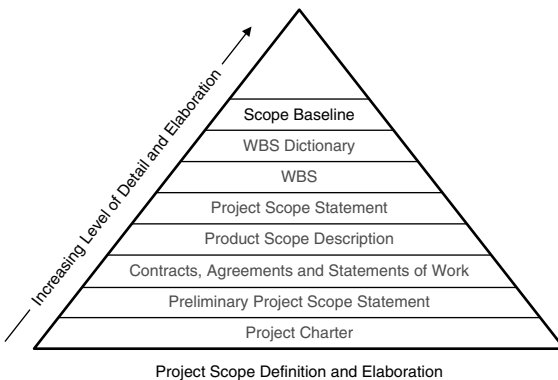 Increasing Level of Detail and Elaboration
Scope Baseline
WBS Dictionary
WBS
Project Scope Statement
Product Scope Description
Contracts, Agreements and Statements of Work
Preliminary Project Scope Statement
Project Charter
Project Scope Definition and Elaboration